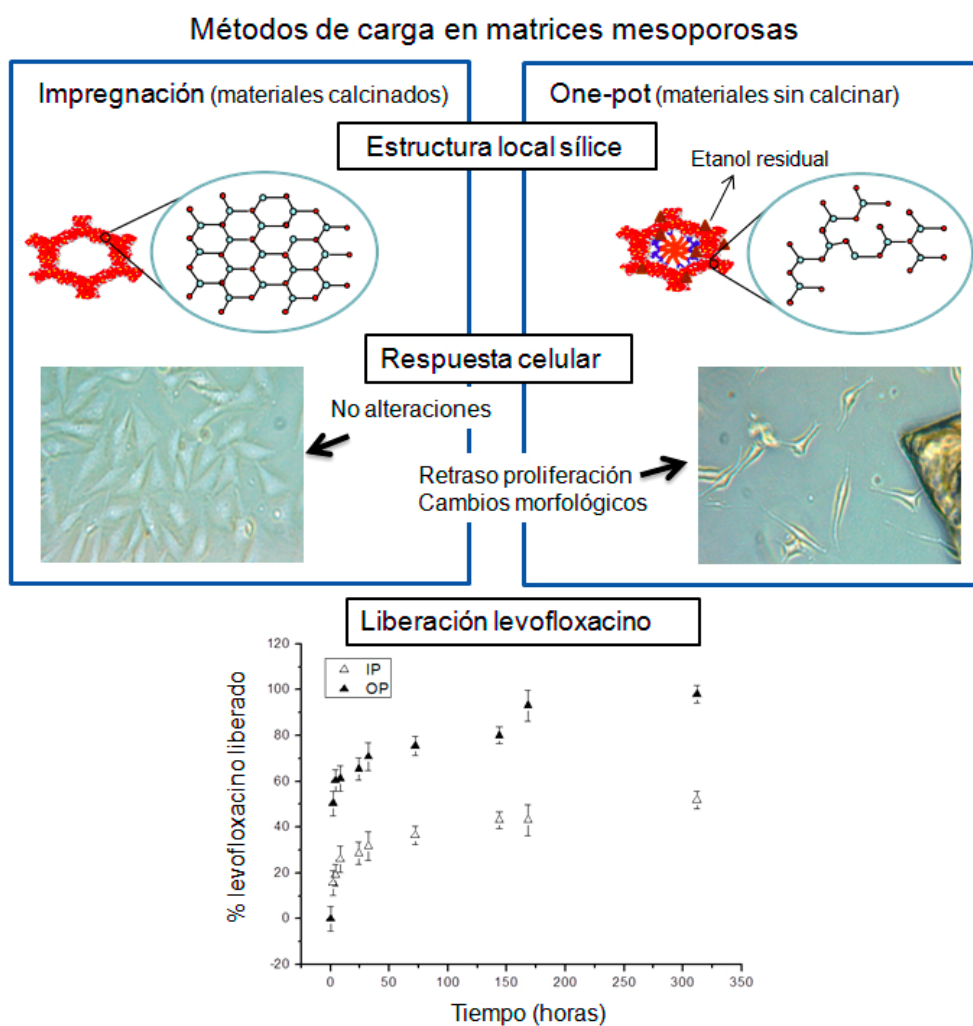 Métodos de carga en matrices mesoporosas
Impregnación (materiales calcinados)
One-pot (materiales sin calcinar)
Estructura local sílice
Etanol residual
Respuesta celular
No alteraciones
Retraso proliferación
Cambios morfológicos
Liberación levofloxacino
% levofloxacino liberado
120
100
80
60
40
20
0
-20
IP
OP
0
50
100
150
200
250
300
350
Tiempo (horas)